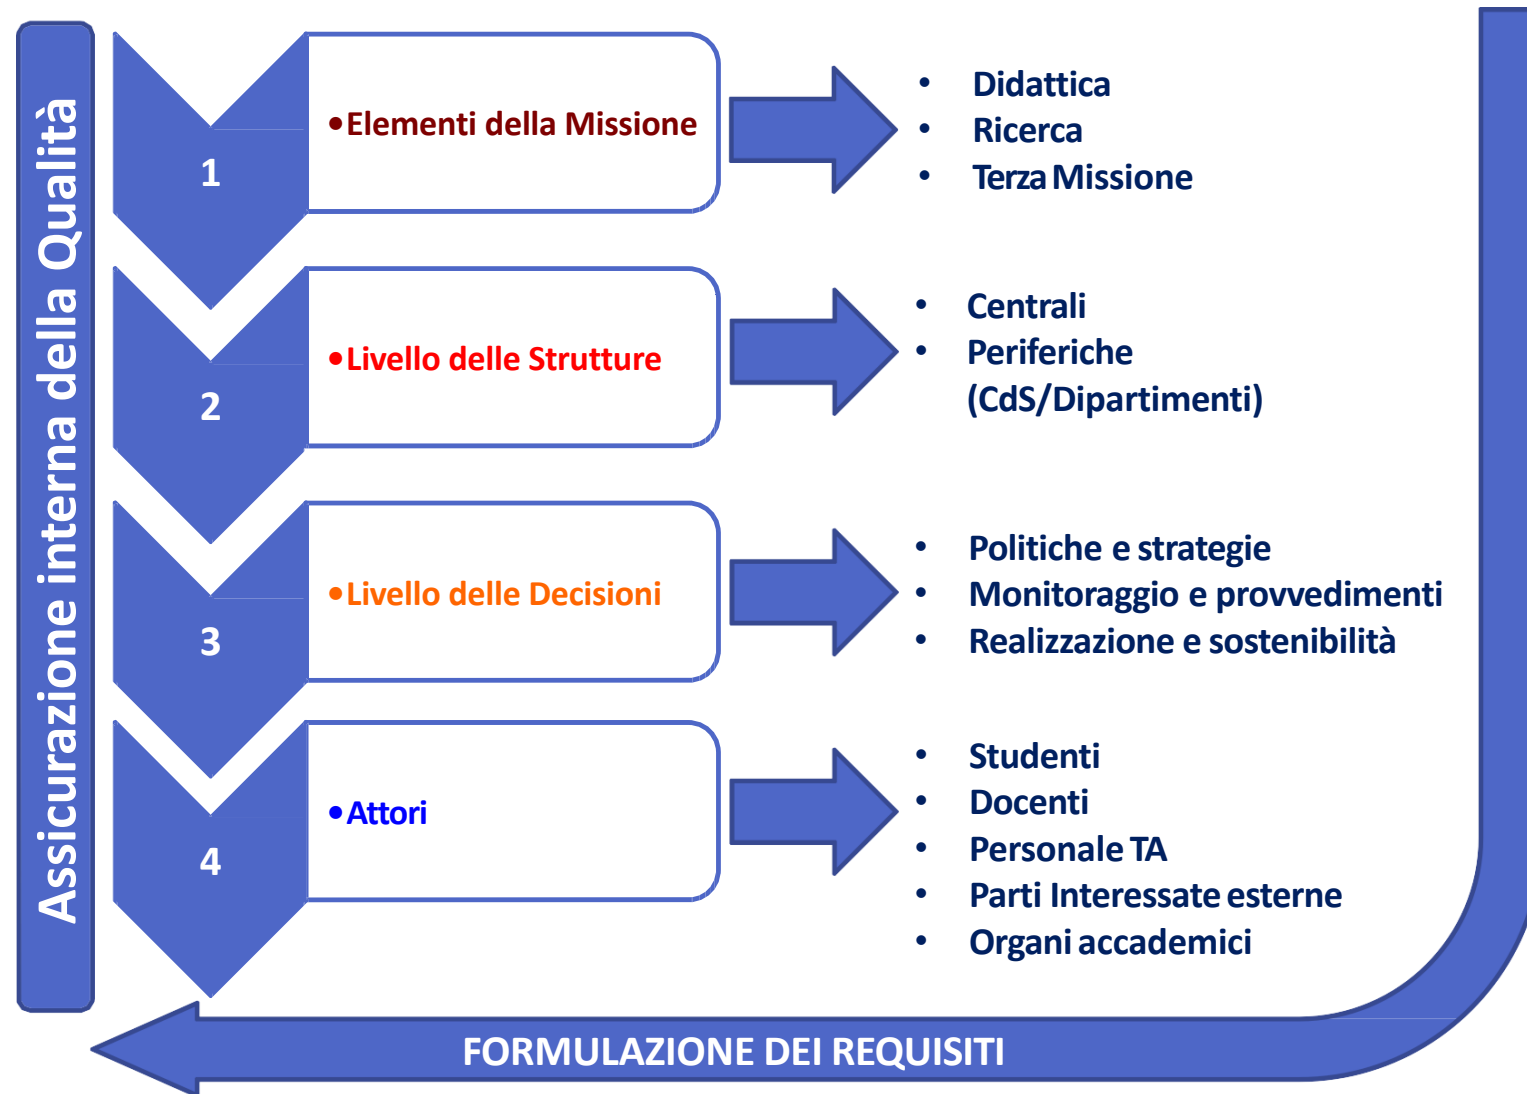 Assicurazione interna della Qualità
1
•Elementi della Missione
• Didattica
• Ricerca
• Terza Missione
2
•Livello delle Strutture
• Centrali
• Periferiche
(CdS/Dipartimenti)
3
•Livello delle Decisioni
• Politiche e strategie
• Monitoraggio e provvedimenti
• Realizzazione e sostenibilità
4
•Attori
• Studenti
• Docenti
• Personale TA
• Parti Interessate esterne
• Organi accademici
FORMULAZIONE DEI REQUISITI